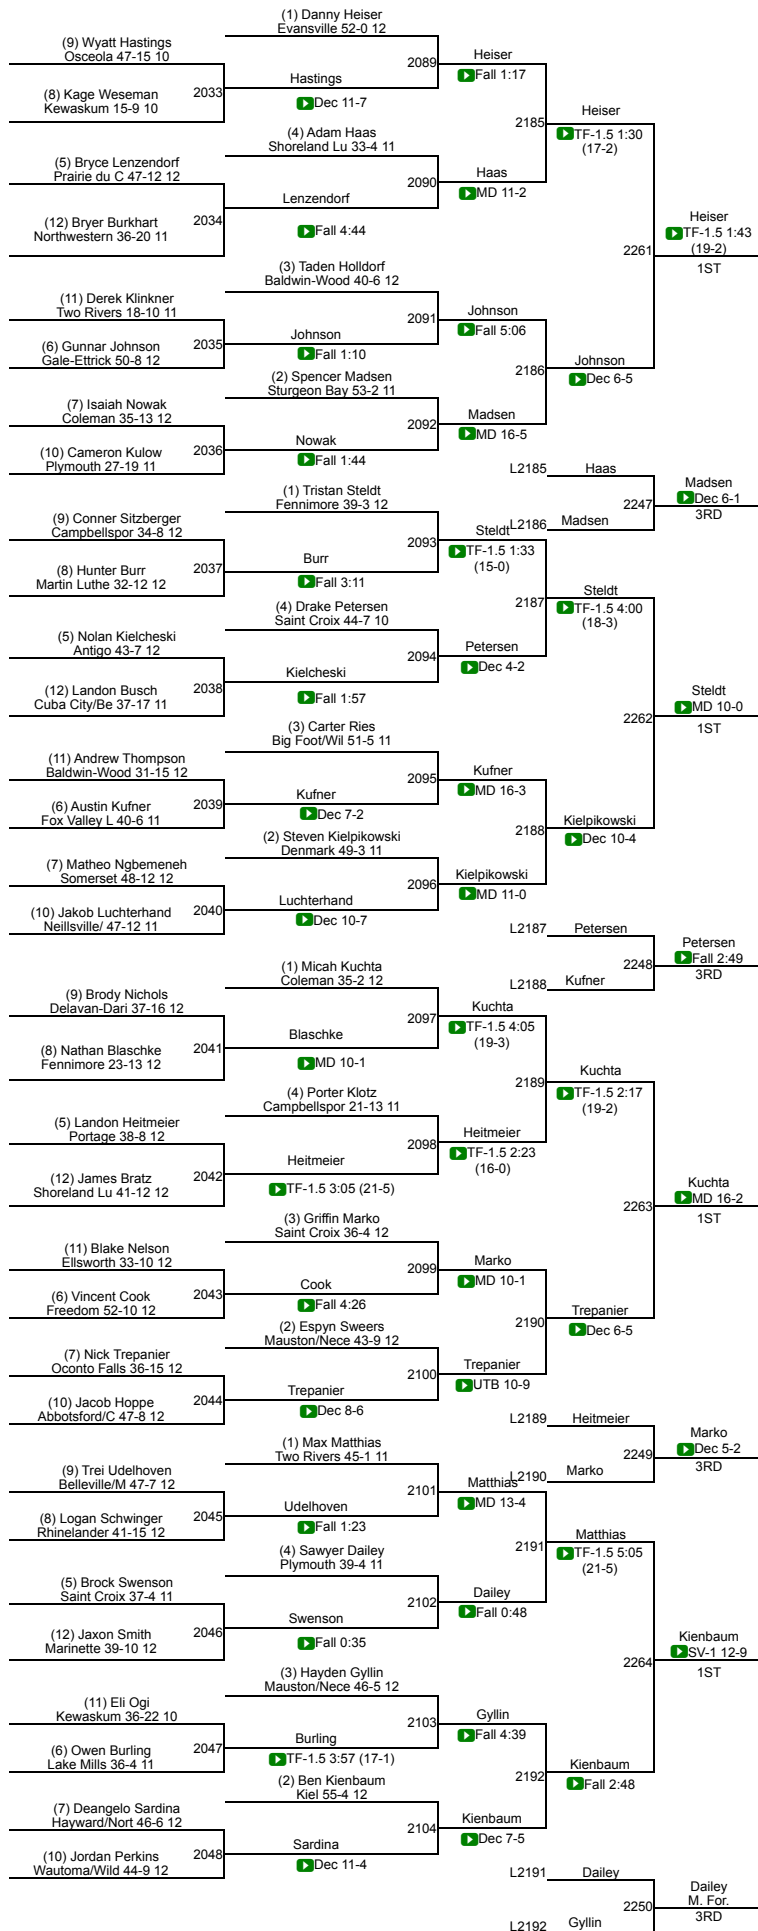 (1) Danny Heiser
Evansville 52-0 12
(9) Wyatt Hastings
Osceola 47-15 10
2033
(8) Kage Weseman
Kewaskum 15-9 10
Hastings
Dec 11-7
2089
Heiser
Fall 1:17
(4) Adam Haas
Shoreland Lu 33-4 11
(5) Bryce Lenzendorf
Prairie du C 47-12 12
2034
(12) Bryer Burkhart
Northwestern 36-20 11
Lenzendorf
Fall 4:44
2090
Haas
MD 11-2
2185
Heiser
TF-1.5 1:30
(17-2)
(3) Taden Holldorf
Baldwin-Wood 40-6 12
(11) Derek Klinkner
Two Rivers 18-10 11
2035
(6) Gunnar Johnson
Gale-Ettrick 50-8 12
Johnson
Fall 1:10
2091
Johnson
Fall 5:06
(2) Spencer Madsen
Sturgeon Bay 53-2 11
(7) Isaiah Nowak
Coleman 35-13 12
2036
(10) Cameron Kulow
Plymouth 27-19 11
Nowak
Fall 1:44
2092
Madsen
MD 16-5
2186
Johnson
Dec 6-5
2261
Heiser
TF-1.5 1:43
(19-2)
1ST
L2185
Haas
L2186
Madsen
2247
Madsen
Dec 6-1
3RD
(1) Tristan Steldt
Fennimore 39-3 12
(9) Conner Sitzberger
Campbellspor 34-8 12
2037
(8) Hunter Burr
Martin Luthe 32-12 12
Burr
Fall 3:11
2093
Steldt
TF-1.5 1:33
(15-0)
(4) Drake Petersen
Saint Croix 44-7 10
(5) Nolan Kielcheski
Antigo 43-7 12
2038
(12) Landon Busch
Cuba City/Be 37-17 11
Kielcheski
Fall 1:57
2094
Petersen
Dec 4-2
2187
Steldt
TF-1.5 4:00
(18-3)
(3) Carter Ries
Big Foot/Wil 51-5 11
(11) Andrew Thompson
Baldwin-Wood 31-15 12
2039
(6) Austin Kufner
Fox Valley L 40-6 11
Kufner
Dec 7-2
2095
Kufner
MD 16-3
(2) Steven Kielpikowski
Denmark 49-3 11
(7) Matheo Ngbemeneh
Somerset 48-12 12
2040
(10) Jakob Luchterhand
Neillsville/ 47-12 11
Luchterhand
Dec 10-7
2096
Kielpikowski
MD 11-0
2188
Kielpikowski
Dec 10-4
2262
Steldt
MD 10-0
1ST
L2187
Petersen
L2188
Kufner
2248
Petersen
Fall 2:49
3RD
(1) Micah Kuchta
Coleman 35-2 12
(9) Brody Nichols
Delavan-Dari 37-16 12
2041
(8) Nathan Blaschke
Fennimore 23-13 12
Blaschke
MD 10-1
2097
Kuchta
TF-1.5 4:05
(19-3)
(4) Porter Klotz
Campbellspor 21-13 11
(5) Landon Heitmeier
Portage 38-8 12
2042
(12) James Bratz
Shoreland Lu 41-12 12
Heitmeier
TF-1.5 3:05 (21-5)
2098
Heitmeier
TF-1.5 2:23
(16-0)
2189
Kuchta
TF-1.5 2:17
(19-2)
(3) Griffin Marko
Saint Croix 36-4 12
(11) Blake Nelson
Ellsworth 33-10 12
2043
(6) Vincent Cook
Freedom 52-10 12
Cook
Fall 4:26
2099
Marko
MD 10-1
(2) Espyn Sweers
Mauston/Nece 43-9 12
(7) Nick Trepanier
Oconto Falls 36-15 12
2044
(10) Jacob Hoppe
Abbotsford/C 47-8 12
Trepanier
Dec 8-6
2100
Trepanier
UTB 10-9
2190
Trepanier
Dec 6-5
2263
Kuchta
MD 16-2
1ST
L2189
Heitmeier
L2190
Marko
2249
Marko
Dec 5-2
3RD
(1) Max Matthias
Two Rivers 45-1 11
(9) Trei Udelhoven
Belleville/M 47-7 12
2045
(8) Logan Schwinger
Rhinelander 41-15 12
Udelhoven
Fall 1:23
2101
Matthias
MD 13-4
(4) Sawyer Dailey
Plymouth 39-4 11
(5) Brock Swenson
Saint Croix 37-4 11
2046
(12) Jaxon Smith
Marinette 39-10 12
Swenson
Fall 0:35
2102
Dailey
Fall 0:48
2191
Matthias
TF-1.5 5:05
(21-5)
(3) Hayden Gyllin
Mauston/Nece 46-5 12
(11) Eli Ogi
Kewaskum 36-22 10
2047
(6) Owen Burling
Lake Mills 36-4 11
Burling
TF-1.5 3:57 (17-1)
2103
Gyllin
Fall 4:39
(2) Ben Kienbaum
Kiel 55-4 12
(7) Deangelo Sardina
Hayward/Nort 46-6 12
2048
(10) Jordan Perkins
Wautoma/Wild 44-9 12
Sardina
Dec 11-4
2104
Kienbaum
Dec 7-5
2192
Kienbaum
Fall 2:48
2264
Kienbaum
SV-1 12-9
1ST
L2191
Dailey
L2192
Gyllin
2250
Dailey
M. For.
3RD